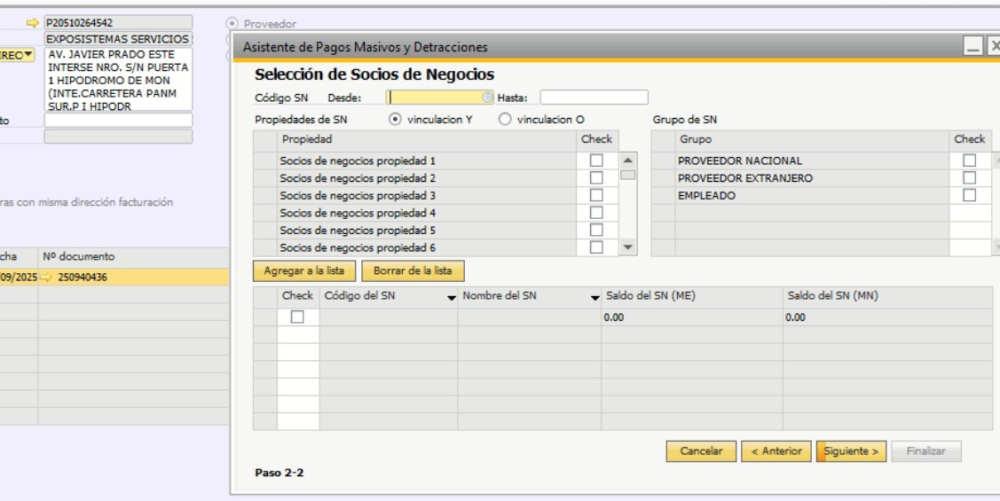 P20510264542
EXPOSISTEMAS SERVICIOS
AV. JAVIER PRADO ESTE
INTERSE NRO. S/N PUERTA
1 HIPODROMO DE MON
(INTE.CARRETERA PANM
SUR.P I HIPODR
Proveedor
ras con misma dirección facturación
Nº documento
/09/2025 250940436
Asistente de Pagos Masivos y Detracciones
Selección de Socios de Negocios
Código SN Desde: Hasta:
Propiedades de SN vinculacion Y vinculacion O Grupo de SN
Propiedad Check Grupo Check
Socios de negocios propiedad 1 PROVEEDOR NACIONAL
Socios de negocios propiedad 2 PROVEEDOR EXTRANJERO
Socios de negocios propiedad 3 EMPLEADO
Socios de negocios propiedad 4
Socios de negocios propiedad 5
Socios de negocios propiedad 6
Agregar a la lista Borrar de la lista
Check Código del SN Nombre del SN Saldo del SN (ME) Saldo del SN (MN)
0.00 0.00
Cancelar < Anterior Siguiente > Finalizar
Paso 2-2